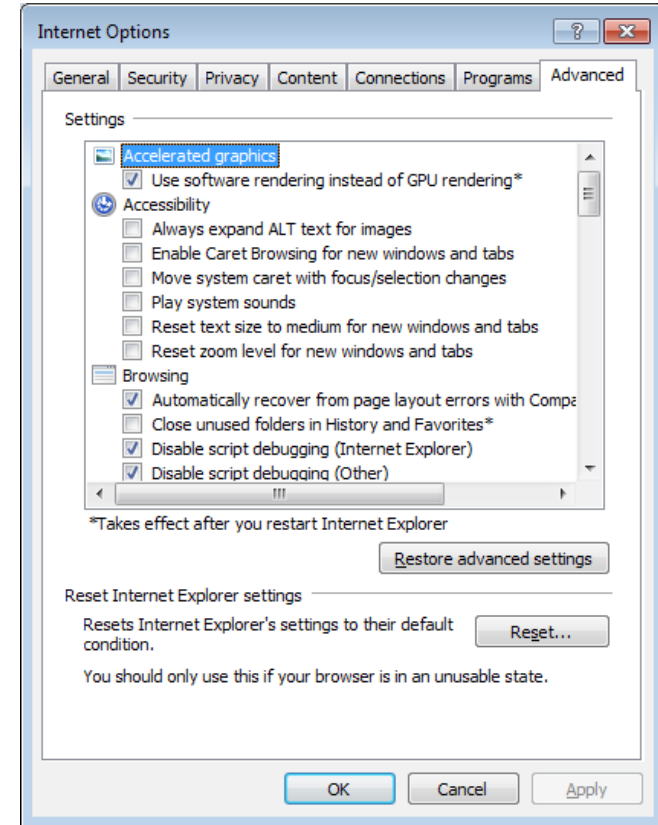 Internet Options
General Security Privacy Content Connections Programs Advanced
Settings
Accelerated graphics
Use software rendering instead of GPU rendering*
Accessibility
Always expand ALT text for images
Enable Caret Browsing for new windows and tabs
Move system caret with focus/selection changes
Play system sounds
Reset text size to medium for new windows and tabs
Reset zoom level for new windows and tabs
Browsing
Automatically recover from page layout errors with Compa
Close unused folders in History and Favorites*
Disable script debugging (Internet Explorer)
Disable script debugging (Other)
*Takes effect after you restart Internet Explorer
Restore advanced settings
Reset Internet Explorer settings
Resets Internet Explorer's settings to their default
condition.
Reset...
You should only use this if your browser is in an unusable state.
OK Cancel Apply